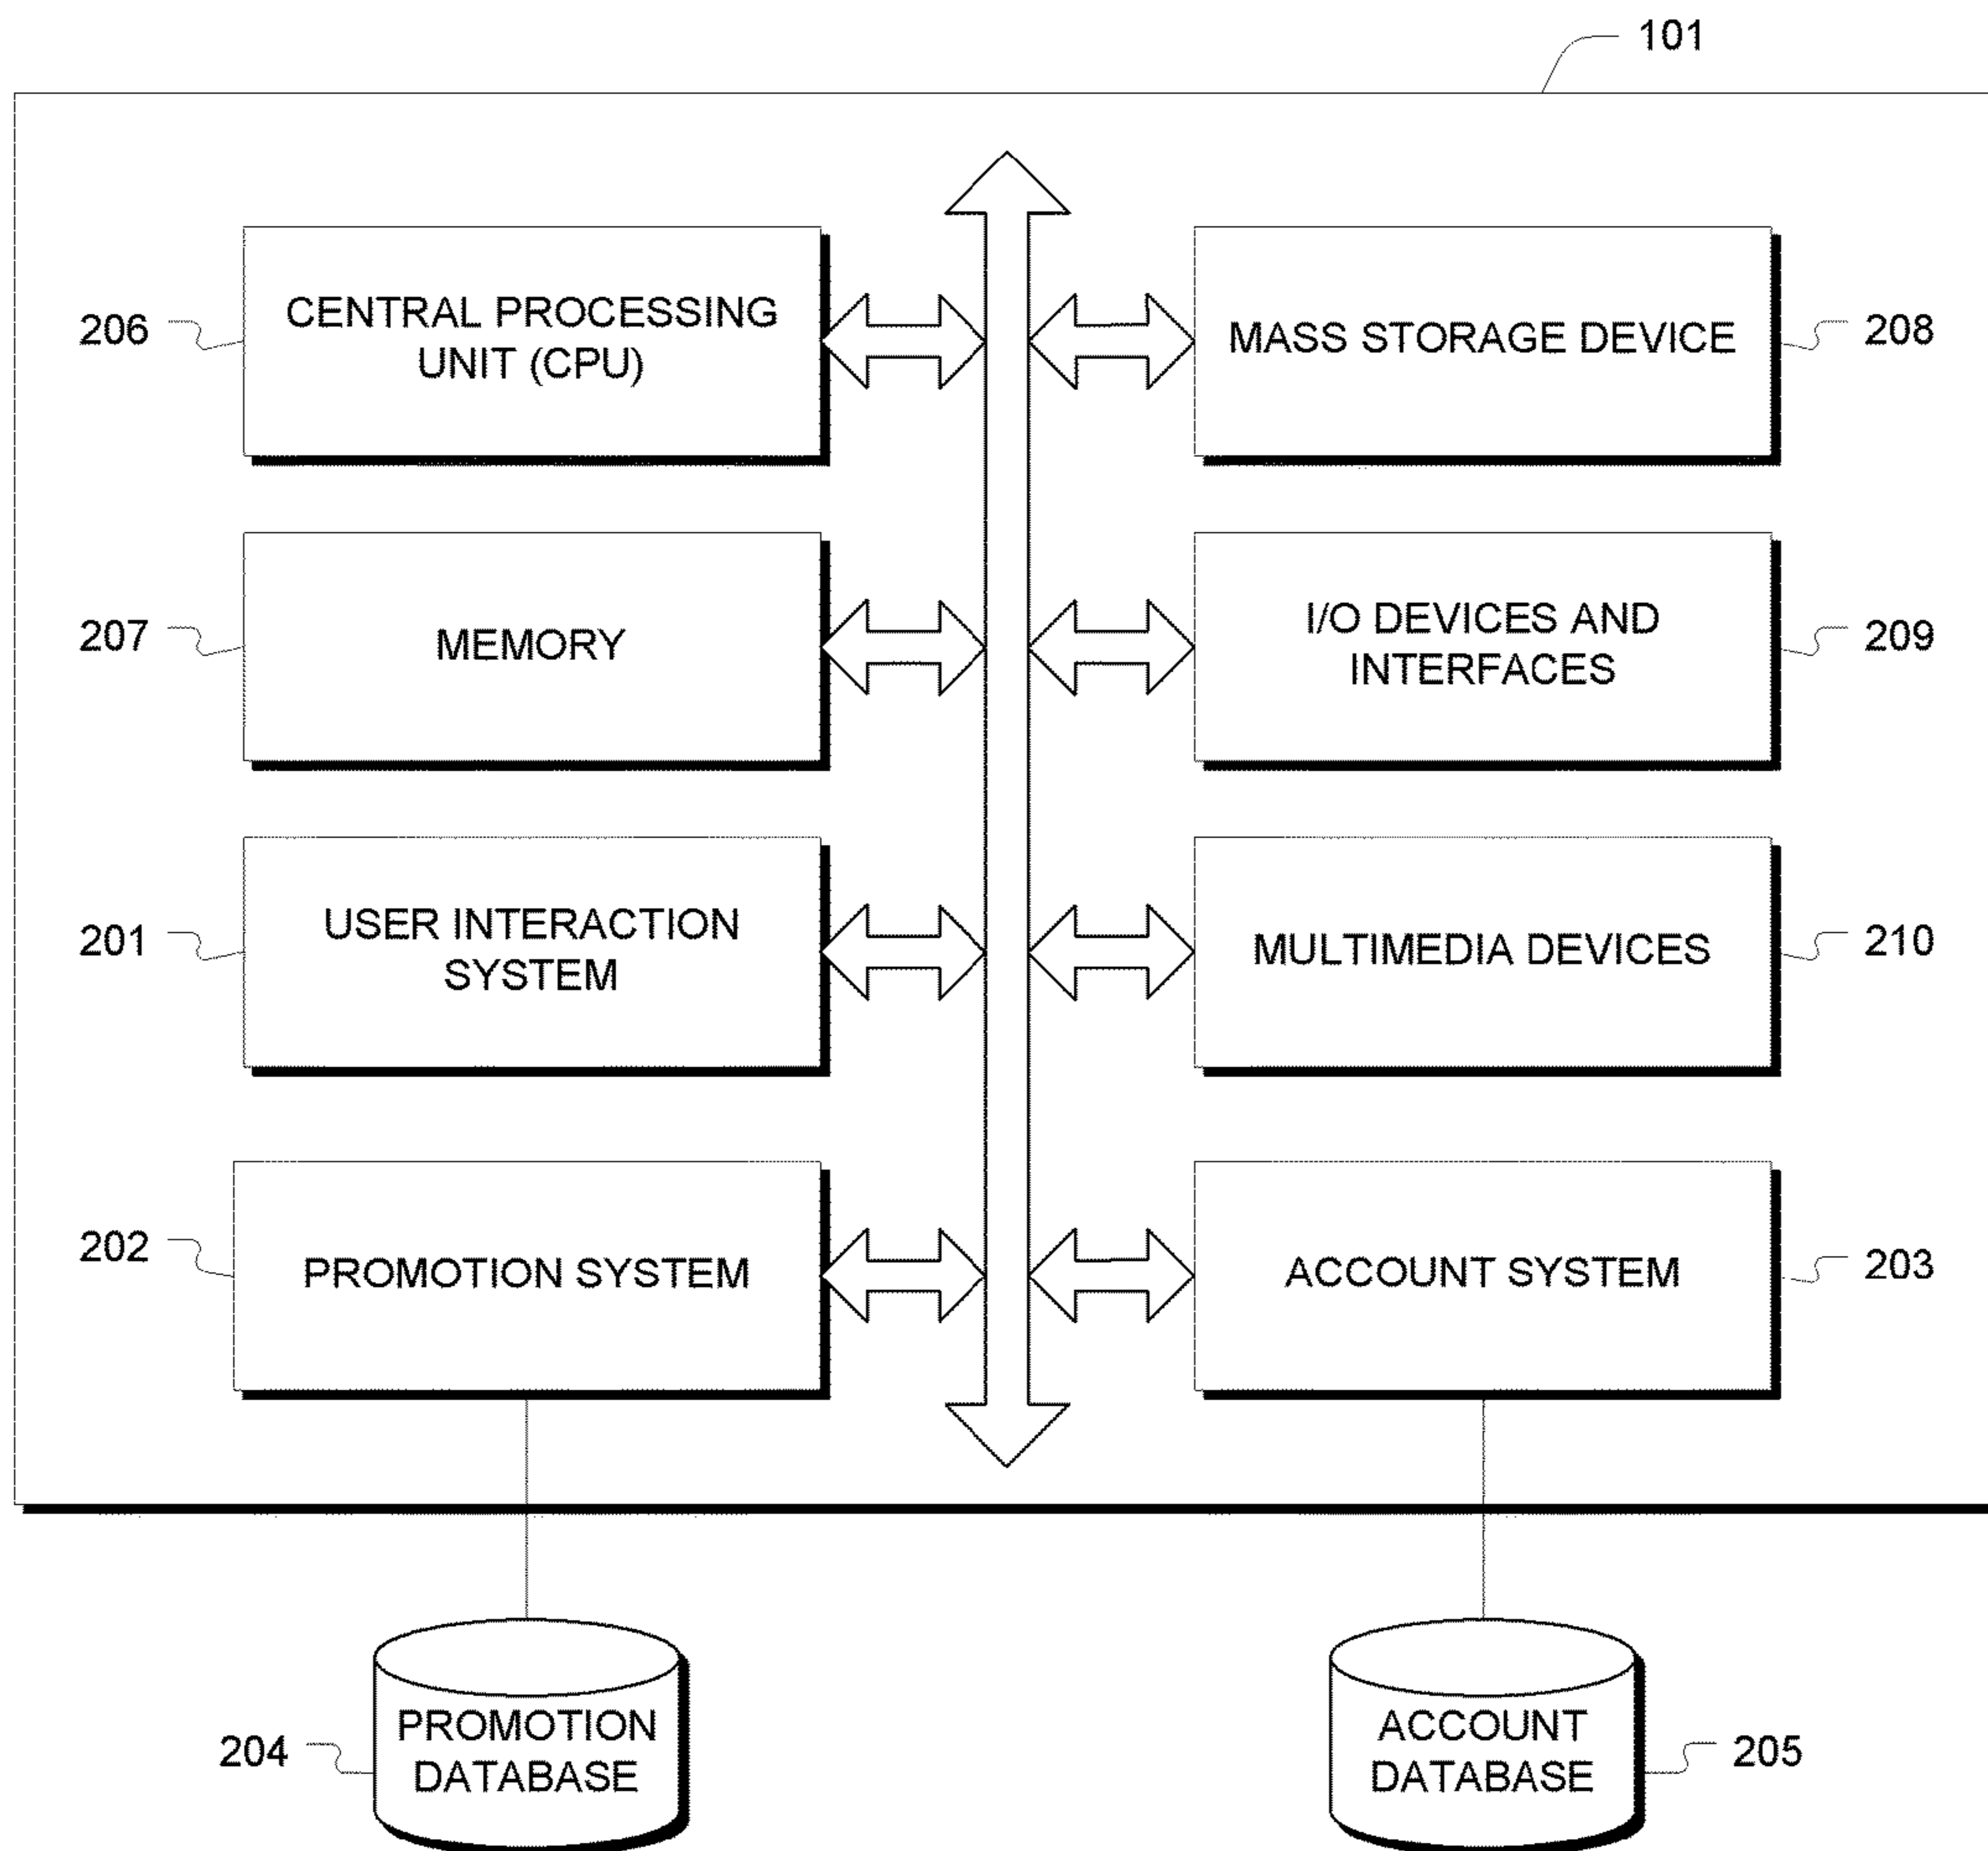 101
206
CENTRAL PROCESSING
UNIT (CPU)
MASS STORAGE DEVICE
208
207
MEMORY
I/O DEVICES AND
INTERFACES
209
201
USER INTERACTION
SYSTEM
MULTIMEDIA DEVICES
210
202
PROMOTION SYSTEM
ACCOUNT SYSTEM
203
204
PROMOTION
DATABASE
ACCOUNT
DATABASE
205